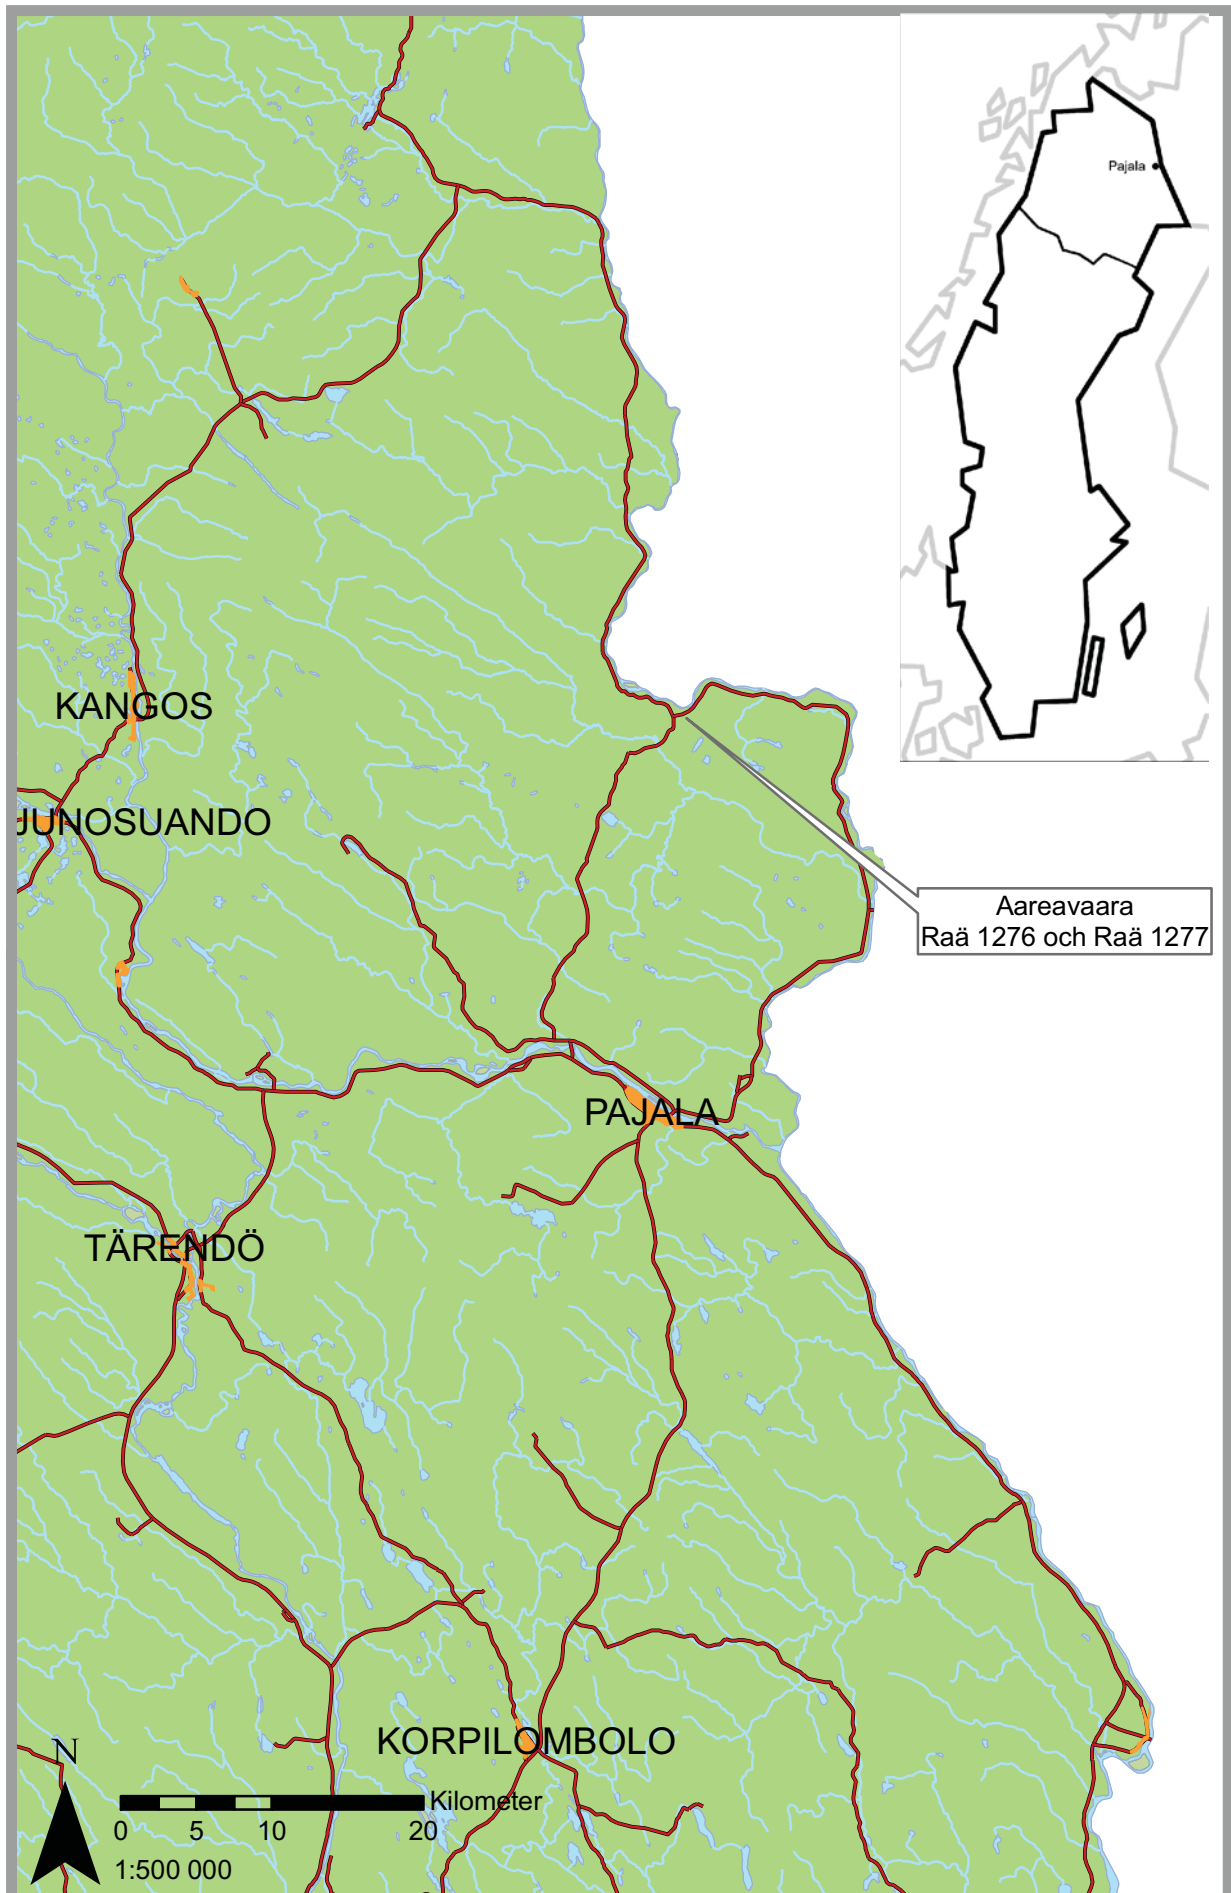 Pajala
KANGOS
JUNOSUANDO
Aareavaara
Raä 1276 och Raä 1277
PAJALA
TÄRENDÖ
KORPILOMBOLO
N
Kilometer
0 5 10 20
1:500 000